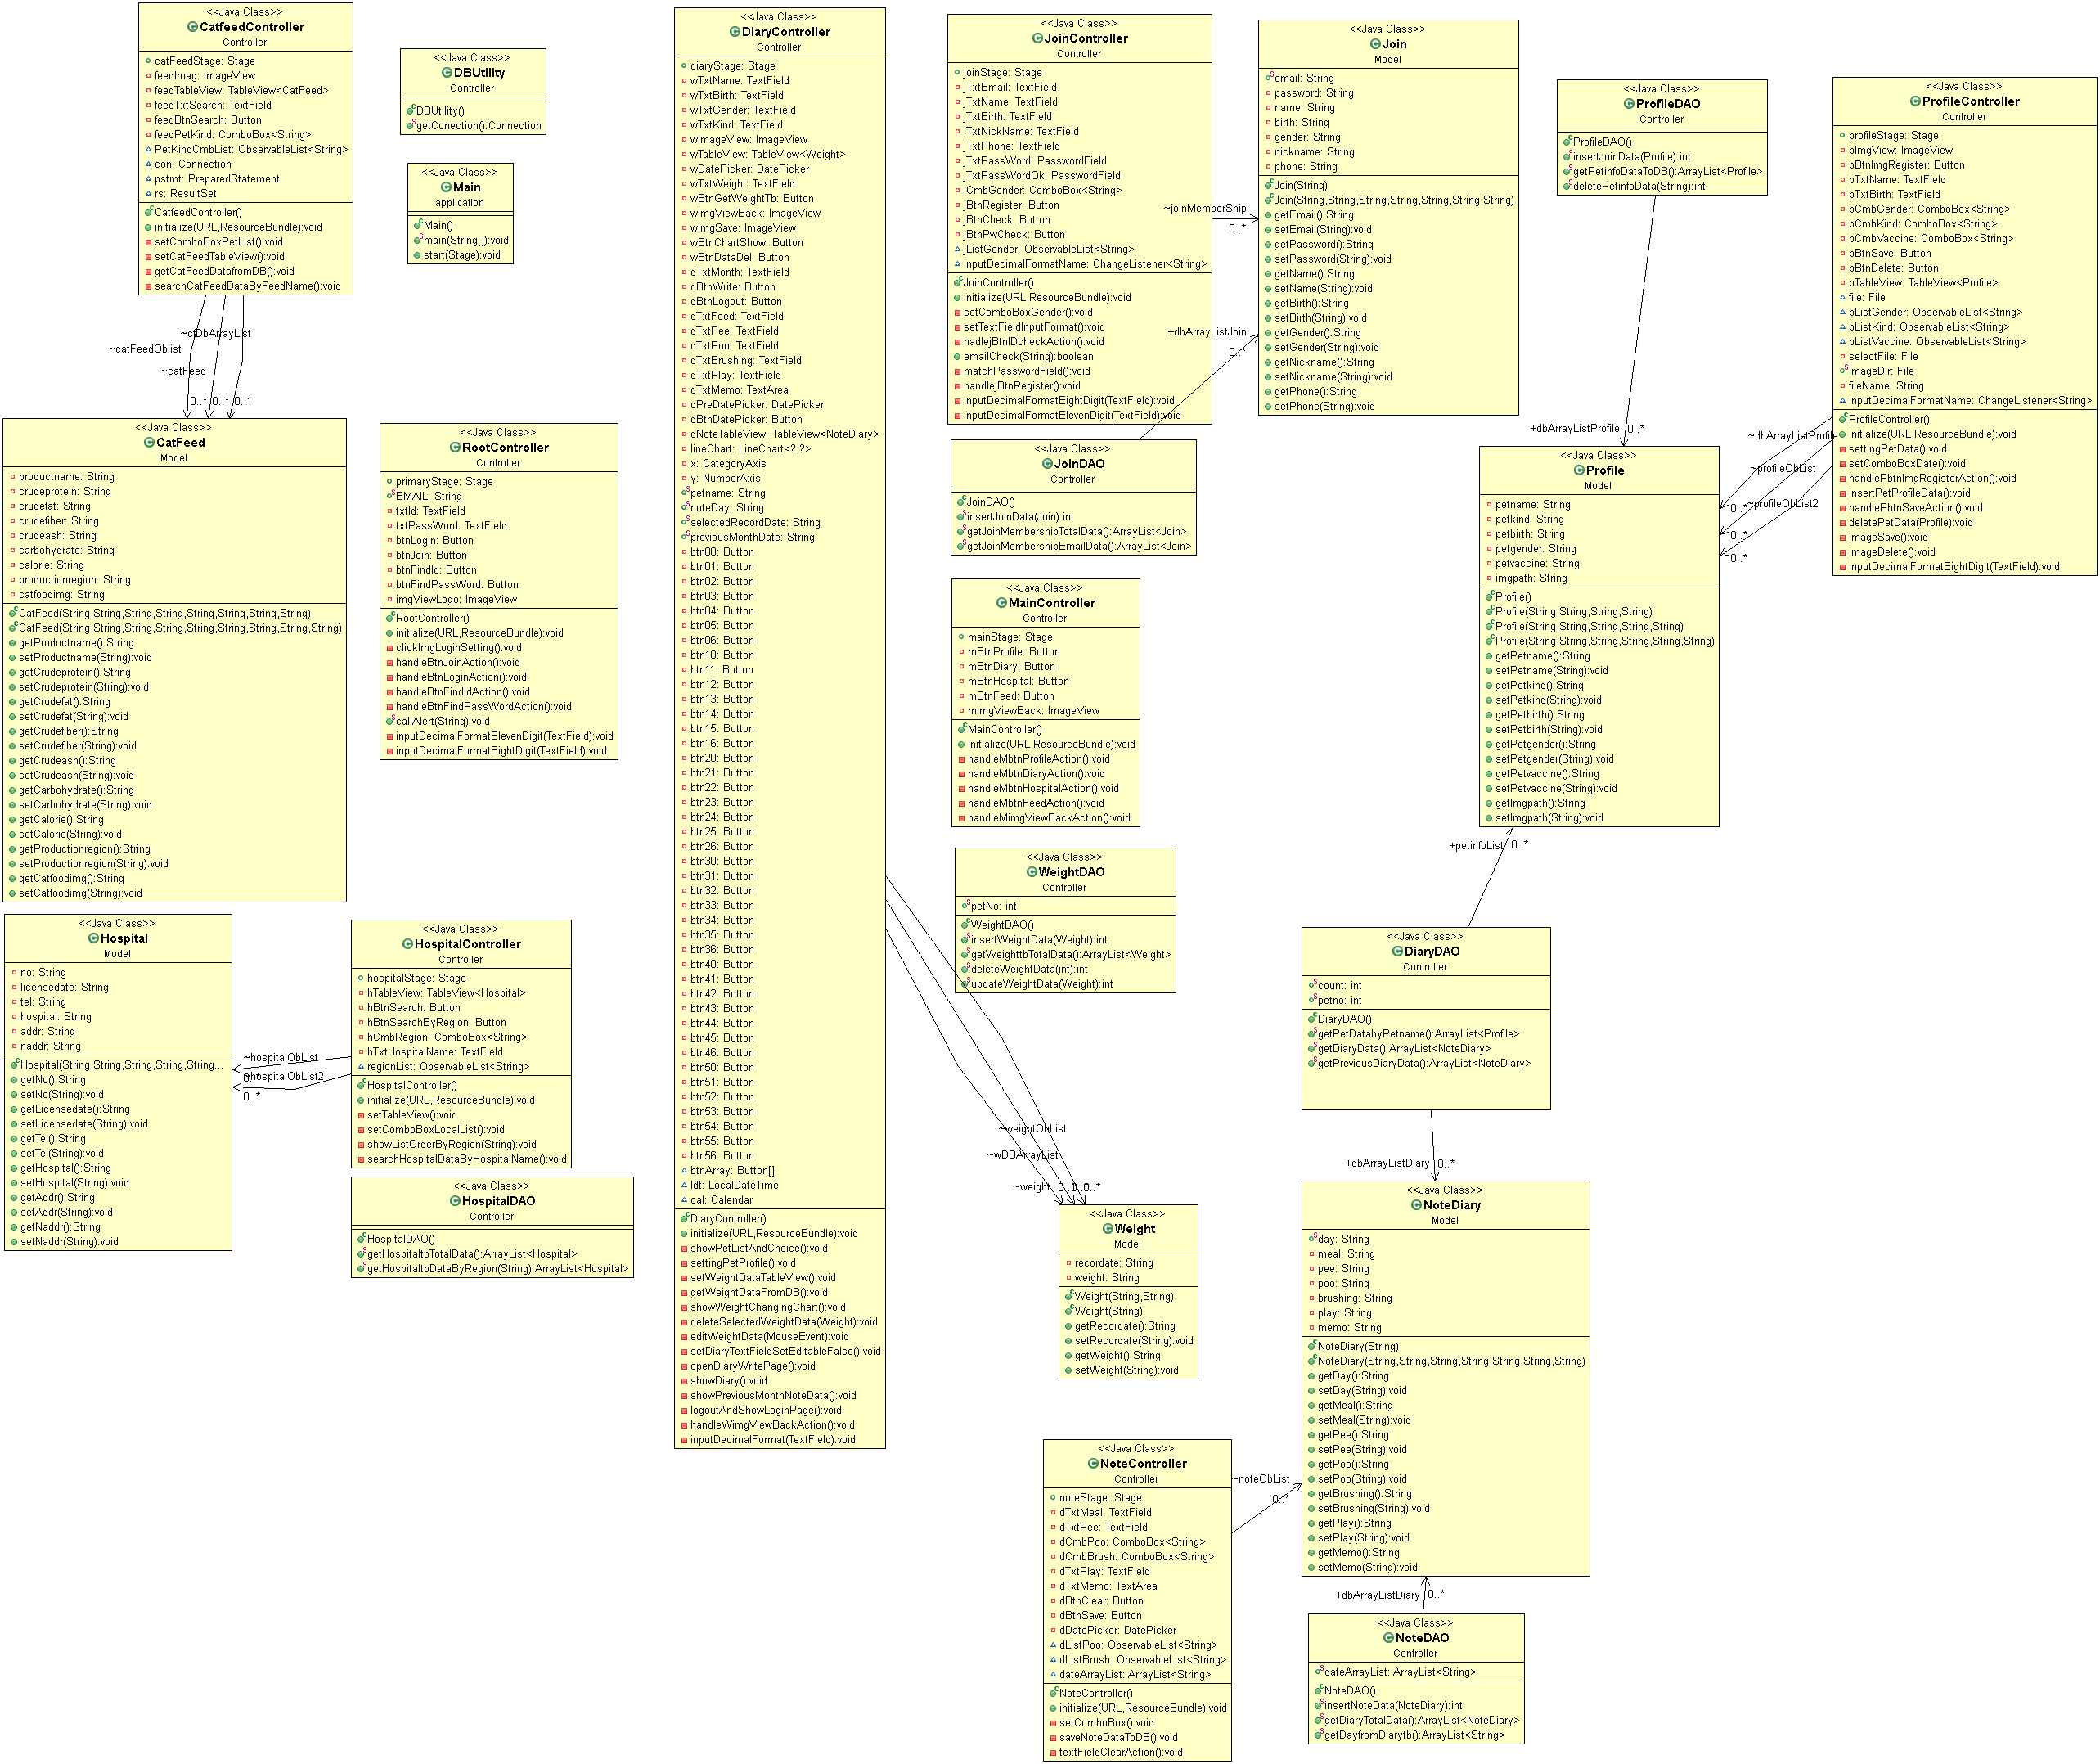 <<Java Class>>
CatfeedController
Controller
catFeedStage: Stage
feedImag: ImageView
feedTableView: TableView<CatFeed>
feedTxtSearch: TextField
feedBtnSearch: Button
feedPetKind: ComboBox<String>
PetKindCmbList: ObservableList<String>
con: Connection
pstmt: PreparedStatement
rs: ResultSet
CatfeedController()
initialize(URL,ResourceBundle):void
setComboBoxPetList():void
setCatFeedTableView():void
getCatFeedDatafromDB():void
searchCatFeedDataByFeedName():void
~cfDbArrayList
~catFeedOblist
~catFeed
0..*
0..*
0..1
<<Java Class>>
CatFeed
Model
productname: String
crudeprotein: String
crudefat: String
crudefiber: String
crudeash: String
carbohydrate: String
calorie: String
productionregion: String
catfoodimg: String
CatFeed(String,String,String,String,String,String,String,String)
CatFeed(String,String,String,String,String,String,String,String,String)
getProductname():String
setProductname(String):void
getCrudeprotein():String
setCrudeprotein(String):void
getCrudefat():String
setCrudefat(String):void
getCrudefiber():String
setCrudefiber(String):void
getCrudeash():String
setCrudeash(String):void
getCarbohydrate():String
setCarbohydrate(String):void
getCalorie():String
setCalorie(String):void
getProductionregion():String
setProductionregion(String):void
getCatfoodimg():String
setCatfoodimg(String):void
<<Java Class>>
Hospital
Model
no: String
licensedate: String
tel: String
hospital: String
addr: String
naddr: String
Hospital(String,String,String,String,String...
getNo():String
setNo(String):void
getLicensedate():String
setLicensedate(String):void
getTel():String
setTel(String):void
getHospital():String
setHospital(String):void
getAddr():String
setAddr(String):void
getNaddr():String
setNaddr(String):void
~hospitalObList
0..*
~hospitalObList2
0..*
<<Java Class>>
DBUtility
Controller
DBUtility()
getConection():Connection
<<Java Class>>
Main
application
Main()
main(String[]):void
start(Stage):void
<<Java Class>>
RootController
Controller
primaryStage: Stage
EMAIL: String
txtId: TextField
txtPassWord: TextField
btnLogin: Button
btnJoin: Button
btnFindId: Button
btnFindPassWord: Button
imgViewLogo: ImageView
RootController()
initialize(URL,ResourceBundle):void
clickImgLoginSetting():void
handleBtnJoinAction():void
handleBtnLoginAction():void
handleBtnFindIdAction():void
handleBtnFindPassWordAction():void
callAlert(String):void
inputDecimalFormatElevenDigit(TextField):void
inputDecimalFormatEightDigit(TextField):void
<<Java Class>>
HospitalController
Controller
hospitalStage: Stage
hTableView: TableView<Hospital>
hBtnSearch: Button
hBtnSearchByRegion: Button
hCmbRegion: ComboBox<String>
hTxtHospitalName: TextField
regionList: ObservableList<String>
HospitalController()
initialize(URL,ResourceBundle):void
setTableView():void
setComboBoxLocalList():void
showListOrderByRegion(String):void
searchHospitalDataByHospitalName():void
<<Java Class>>
HospitalDAO
Controller
HospitalDAO()
getHospitaltbTotalData():ArrayList<Hospital>
getHospitaltbDataByRegion(String):ArrayList<Hospital>
<<Java Class>>
DiaryController
Controller
diaryStage: Stage
wTxtName: TextField
wTxtBirth: TextField
wTxtGender: TextField
wTxtKind: TextField
wImageView: ImageView
wTableView: TableView<Weight>
wDatePicker: DatePicker
wTxtWeight: TextField
wBtnGetWeightTb: Button
wImgViewBack: ImageView
wImgSave: ImageView
wBtnChartShow: Button
wBtnDataDel: Button
dTxtMonth: TextField
dBtnWrite: Button
dBtnLogout: Button
dTxtFeed: TextField
dTxtPee: TextField
dTxtPoo: TextField
dTxtBrushing: TextField
dTxtPlay: TextField
dTxtMemo: TextArea
dPreDatePicker: DatePicker
dBtnDatePicker: Button
dNoteTableView: TableView<NoteDiary>
lineChart: LineChart<?,?>
x: CategoryAxis
y: NumberAxis
petname: String
noteDay: String
selectedRecordDate: String
previousMonthDate: String
btn00: Button
btn01: Button
btn02: Button
btn03: Button
btn04: Button
btn05: Button
btn06: Button
btn10: Button
btn11: Button
btn12: Button
btn13: Button
btn14: Button
btn15: Button
btn16: Button
btn20: Button
btn21: Button
btn22: Button
btn23: Button
btn24: Button
btn25: Button
btn26: Button
btn30: Button
btn31: Button
btn32: Button
btn33: Button
btn34: Button
btn35: Button
btn36: Button
btn40: Button
btn41: Button
btn42: Button
btn43: Button
btn44: Button
btn45: Button
btn46: Button
btn50: Button
btn51: Button
btn52: Button
btn53: Button
btn54: Button
btn55: Button
btn56: Button
btnArray: Button[]
ldt: LocalDateTime
cal: Calendar
DiaryController()
initialize(URL,ResourceBundle):void
showPetListAndChoice():void
settingPetProfile():void
setWeightDataTableView():void
getWeightDataFromDB():void
showWeightChangingChart():void
deleteSelectedWeightData(Weight):void
editWeightData(MouseEvent):void
setDiaryTextFieldSetEditableFalse():void
openDiaryWritePage():void
showDiary():void
showPreviousMonthNoteData():void
logoutAndShowLoginPage():void
handleWimgViewBackAction():void
inputDecimalFormat(TextField):void
~weightObList
~wDBArrayList
~weight
0..*
<<Java Class>>
JoinController
Controller
joinStage: Stage
jTxtEmail: TextField
jTxtName: TextField
jTxtBirth: TextField
jTxtNickName: TextField
jTxtPhone: TextField
jTxtPassWord: PasswordField
jTxtPassWordOk: PasswordField
jCmbGender: ComboBox<String>
jBtnRegister: Button
jBtnCheck: Button
jBtnPwCheck: Button
jListGender: ObservableList<String>
inputDecimalFormatName: ChangeListener<String>
JoinController()
initialize(URL,ResourceBundle):void
setComboBoxGender():void
setTextFieldInputFormat():void
hadlejBtnIDcheckAction():void
emailCheck(String):boolean
matchPasswordField():void
handlejBtnRegister():void
inputDecimalFormatEightDigit(TextField):void
inputDecimalFormatElevenDigit(TextField):void
~joinMemberShip
0..*
+dbArrayListJoin
0..*
<<Java Class>>
JoinDAO
Controller
JoinDAO()
insertJoinData(Join):int
getJoinMembershipTotalData():ArrayList<Join>
getJoinMembershipEmailData():ArrayList<Join>
<<Java Class>>
MainController
Controller
mainStage: Stage
mBtnProfile: Button
mBtnDiary: Button
mBtnHospital: Button
mBtnFeed: Button
mImgViewBack: ImageView
MainController()
initialize(URL,ResourceBundle):void
handleMbtnProfileAction():void
handleMbtnDiaryAction():void
handleMbtnHospitalAction():void
handleMbtnFeedAction():void
handleMimgViewBackAction():void
<<Java Class>>
WeightDAO
Controller
petNo: int
WeightDAO()
insertWeightData(Weight):int
getWeighttbTotalData():ArrayList<Weight>
deleteWeightData(int):int
updateWeightData(Weight):int
<<Java Class>>
Weight
Model
recordate: String
weight: String
Weight(String,String)
Weight(String)
getRecordate():String
setRecordate(String):void
getWeight():String
setWeight(String):void
<<Java Class>>
NoteController
Controller
noteStage: Stage
dTxtMeal: TextField
dTxtPee: TextField
dCmbPoo: ComboBox<String>
dCmbBrush: ComboBox<String>
dTxtPlay: TextField
dTxtMemo: TextArea
dBtnClear: Button
dBtnSave: Button
dDatePicker: DatePicker
dListPoo: ObservableList<String>
dListBrush: ObservableList<String>
dateArrayList: ArrayList<String>
NoteController()
initialize(URL,ResourceBundle):void
setComboBox():void
saveNoteDataToDB():void
textFieldClearAction():void
~noteObList
0..*
<<Java Class>>
Join
Model
email: String
password: String
name: String
birth: String
gender: String
nickname: String
phone: String
Join(String)
Join(String,String,String,String,String,String,String)
getEmail():String
setEmail(String):void
getPassword():String
setPassword(String):void
getName():String
setName(String):void
getBirth():String
setBirth(String):void
getGender():String
setGender(String):void
getNickname():String
setNickname(String):void
getPhone():String
setPhone(String):void
<<Java Class>>
ProfileDAO
Controller
ProfileDAO()
insertJoinData(Profile):int
getPetinfoDataToDB():ArrayList<Profile>
deletePetinfoData(String):int
+dbArrayListProfile
0..*
<<Java Class>>
ProfileController
Controller
profileStage: Stage
pImgView: ImageView
pBtnImgRegister: Button
pTxtName: TextField
pTxtBirth: TextField
pCmbGender: ComboBox<String>
pCmbKind: ComboBox<String>
pCmbVaccine: ComboBox<String>
pBtnSave: Button
pBtnDelete: Button
pTableView: TableView<Profile>
file: File
pListGender: ObservableList<String>
pListKind: ObservableList<String>
pListVaccine: ObservableList<String>
selectFile: File
imageDir: File
fileName: String
inputDecimalFormatName: ChangeListener<String>
ProfileController()
initialize(URL,ResourceBundle):void
settingPetData():void
setComboBoxDate():void
handlePbtnImgRegisterAction():void
insertPetProfileData():void
handlePbtnSaveAction():void
deletePetData(Profile):void
imageSave():void
imageDelete():void
inputDecimalFormatEightDigit(TextField):void
~dbArrayListProfile
~profileObList
0..*
~profileObList2
0..*
0..*
<<Java Class>>
Profile
Model
petname: String
petkind: String
petbirth: String
petgender: String
petvaccine: String
imgpath: String
Profile()
Profile(String,String,String,String)
Profile(String,String,String,String,String)
Profile(String,String,String,String,String,String)
getPetname():String
setPetname(String):void
getPetkind():String
setPetkind(String):void
getPetbirth():String
setPetbirth(String):void
getPetgender():String
setPetgender(String):void
getPetvaccine():String
setPetvaccine(String):void
getImgpath():String
setImgpath(String):void
+petinfoList
0..*
<<Java Class>>
DiaryDAO
Controller
count: int
petno: int
DiaryDAO()
getPetDatabyPetname():ArrayList<Profile>
getDiaryData():ArrayList<NoteDiary>
getPreviousDiaryData():ArrayList<NoteDiary>
+dbArrayListDiary
0..*
<<Java Class>>
NoteDiary
Model
day: String
meal: String
pee: String
poo: String
brushing: String
play: String
memo: String
NoteDiary(String)
NoteDiary(String,String,String,String,String,String,String)
getDay():String
setDay(String):void
getMeal():String
setMeal(String):void
getPee():String
setPee(String):void
getPoo():String
setPoo(String):void
getBrushing():String
setBrushing(String):void
getPlay():String
setPlay(String):void
getMemo():String
setMemo(String):void
+dbArrayListDiary
0..*
<<Java Class>>
NoteDAO
Controller
dateArrayList: ArrayList<String>
NoteDAO()
insertNoteData(NoteDiary):int
getDiaryTotalData():ArrayList<NoteDiary>
getDayfromDiarytb():ArrayList<String>